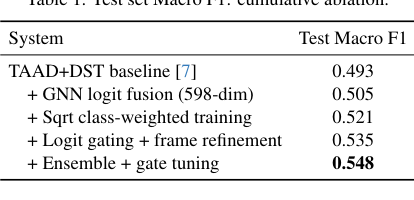 Table 1. Test set Macro F1: cumulative ablation.
System Test Macro F1
TAAD+DST baseline [7] 0.493
+ GNN logit fusion (598-dim) 0.505
+ Sqrt class-weighted training 0.521
+ Logit gating + frame refinement 0.535
+ Ensemble + gate tuning 0.548